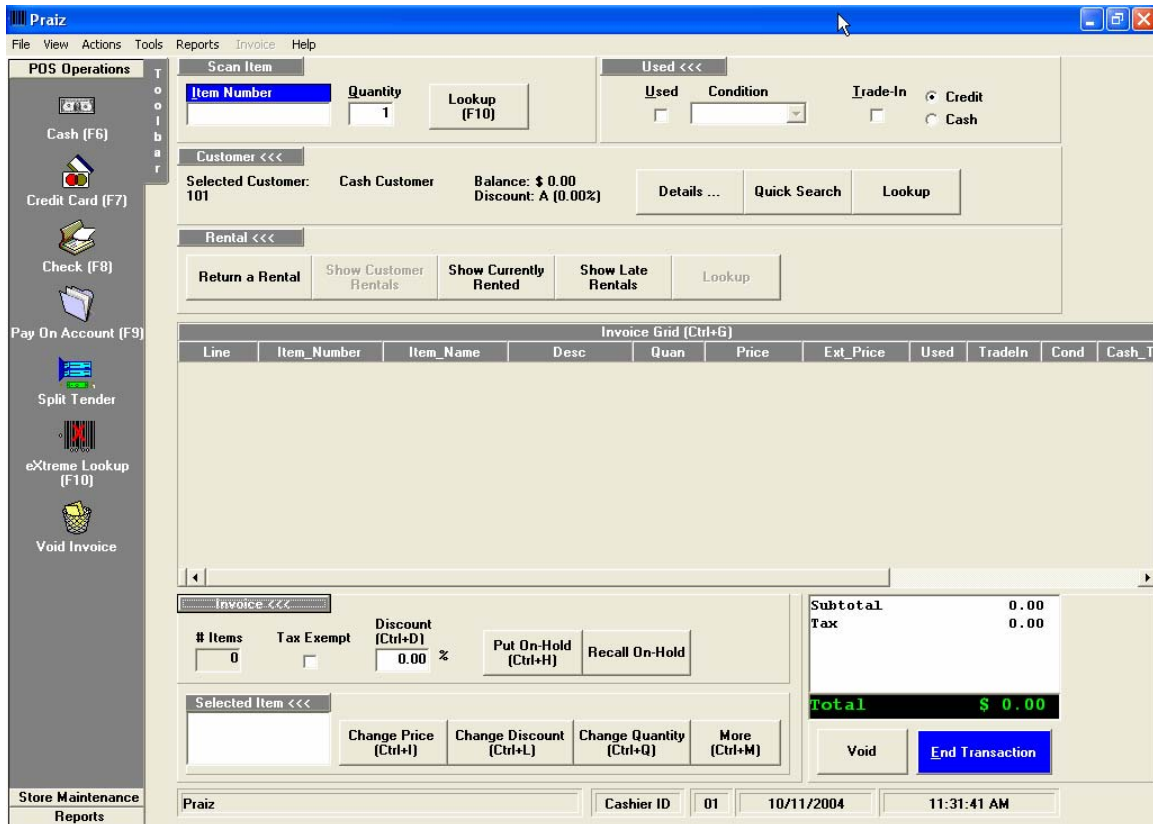 Praiz
File View Actions Tools Reports Invoice Help
POS Operations
Toolbar
Cash (F6)
Credit Card (F7)
Check (F8)
Pay On Account (F9)
Split Tender
eXtreme Lookup
(F10)
Void Invoice
Store Maintenance
Reports
Scan Item
Item Number
Quantity
1
Lookup
(F10)
Used <<<
Used
Condition
Trade-In
Credit
Cash
Customer <<<
Selected Customer:
101
Cash Customer
Balance: $ 0.00
Discount: A (0.00%)
Details ...
Quick Search
Lookup
Rental <<<
Return a Rental
Show Customer
Rentals
Show Currently
Rented
Show Late
Rentals
Lookup
Invoice Grid (Ctrl+G)
Line Item_Number Item_Name Desc Quan Price Ext_Price Used TradeIn Cond Cash_T
Invoice <<<
# Items
0
Tax Exempt
Discount
(Ctrl+D)
0.00 %
Put On-Hold
(Ctrl+H)
Recall On-Hold
Selected Item <<<
Change Price
(Ctrl+I)
Change Discount
(Ctrl+L)
Change Quantity
(Ctrl+Q)
More
(Ctrl+M)
Subtotal 0.00
Tax 0.00
Total $ 0.00
Void
End Transaction
Praiz Cashier ID 01 10/11/2004 11:31:41 AM